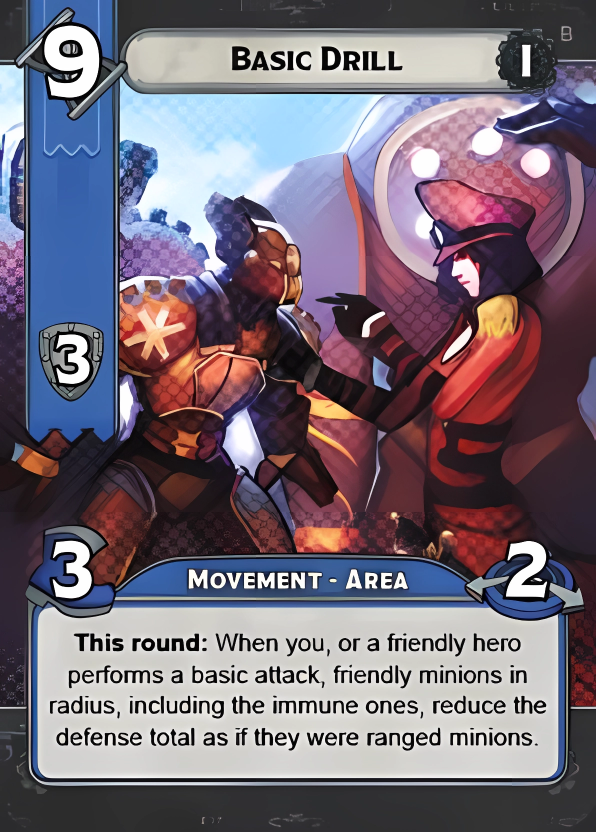 9
BASIC DRILL
1
3
3
MOVEMENT - AREA
2
This round: When you, or a friendly hero
performs a basic attack, friendly minions in
radius, including the immune ones, reduce the
defense total as if they were ranged minions.